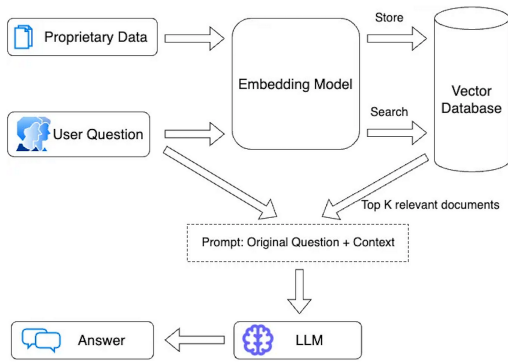 Proprietary Data
Store
Embedding Model
Vector
Database
User Question
Search
Top K relevant documents
Prompt: Original Question + Context
Answer
LLM